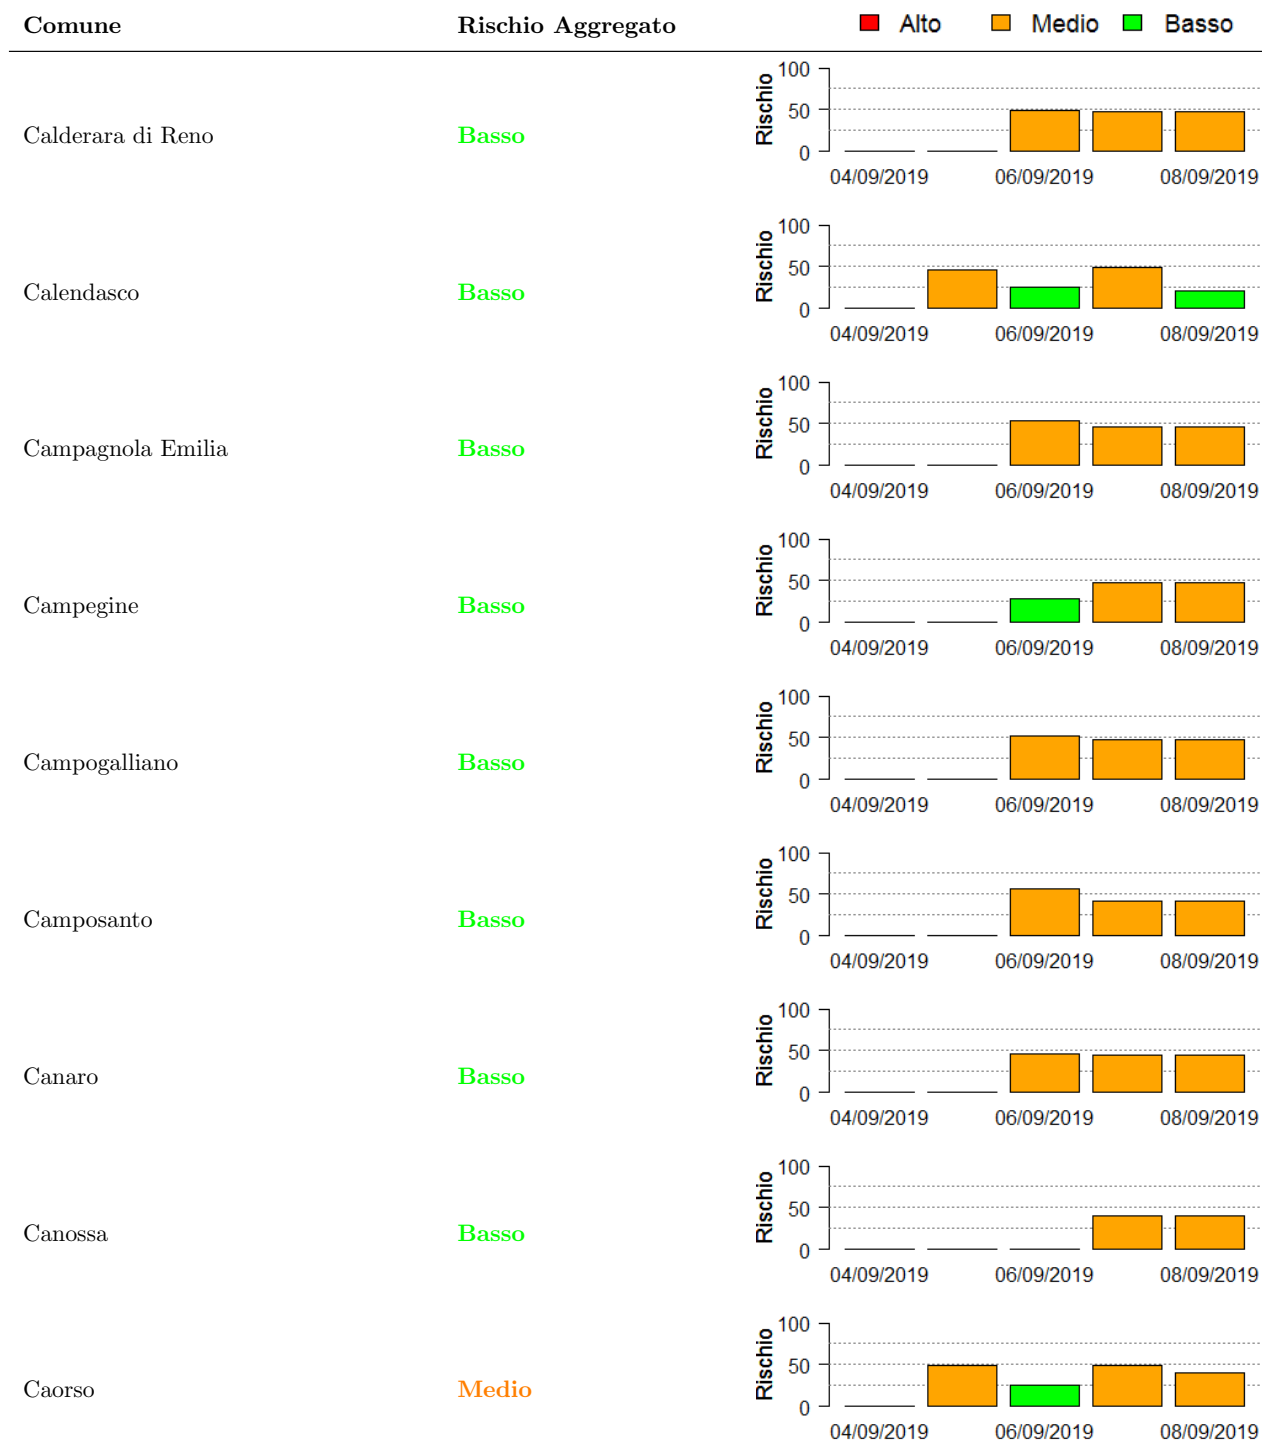 Comune Rischio Aggregato Alto Medio Basso
100
Rischio
Calderara di Reno Basso 50
0
04/09/2019 06/09/2019 08/09/2019
100
Rischio
Calendasco Basso 50
0
04/09/2019 06/09/2019 08/09/2019
100
Rischio
Campagnola Emilia Basso 50
0
04/09/2019 06/09/2019 08/09/2019
100
Rischio
Campegine Basso 50
0
04/09/2019 06/09/2019 08/09/2019
100
Rischio
Campogalliano Basso 50
0
04/09/2019 06/09/2019 08/09/2019
100
Rischio
Camposanto Basso 50
0
04/09/2019 06/09/2019 08/09/2019
100
Rischio
Canaro Basso 50
0
04/09/2019 06/09/2019 08/09/2019
100
Rischio
Canossa Basso 50
0
04/09/2019 06/09/2019 08/09/2019
100
Rischio
Caorso Medio 50
0
04/09/2019 06/09/2019 08/09/2019